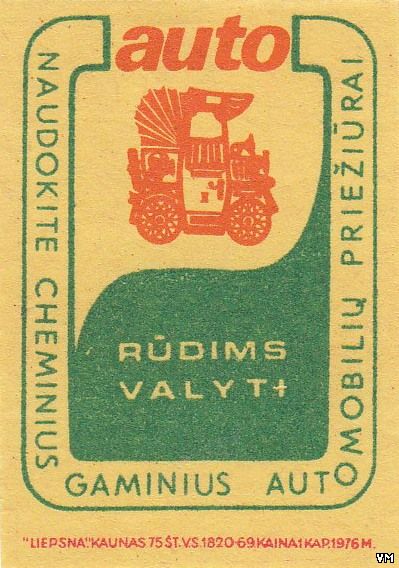 auto
NAUDOKITE CHEMINIUS GAMINIUS AUTOMOBILIŲ PRIEŽIŪRAI
RŪDIMS
VALYTI
"LIEPSNA" KAUNAS 75 ŠT. V.S. 1820-69. KAINA 1 KAP. 1976 M.
VM